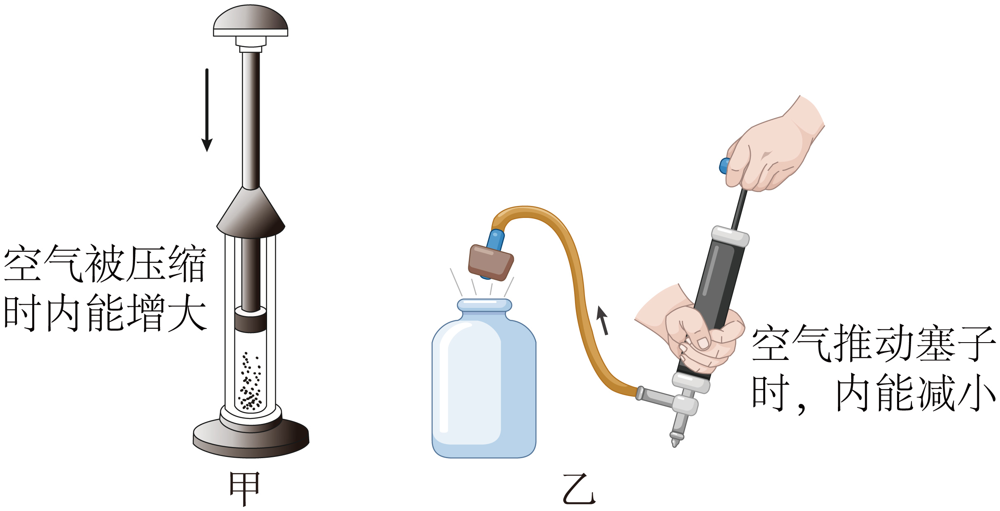 空气被压缩
时内能增大
空气推动塞子
时，内能减小
甲
乙